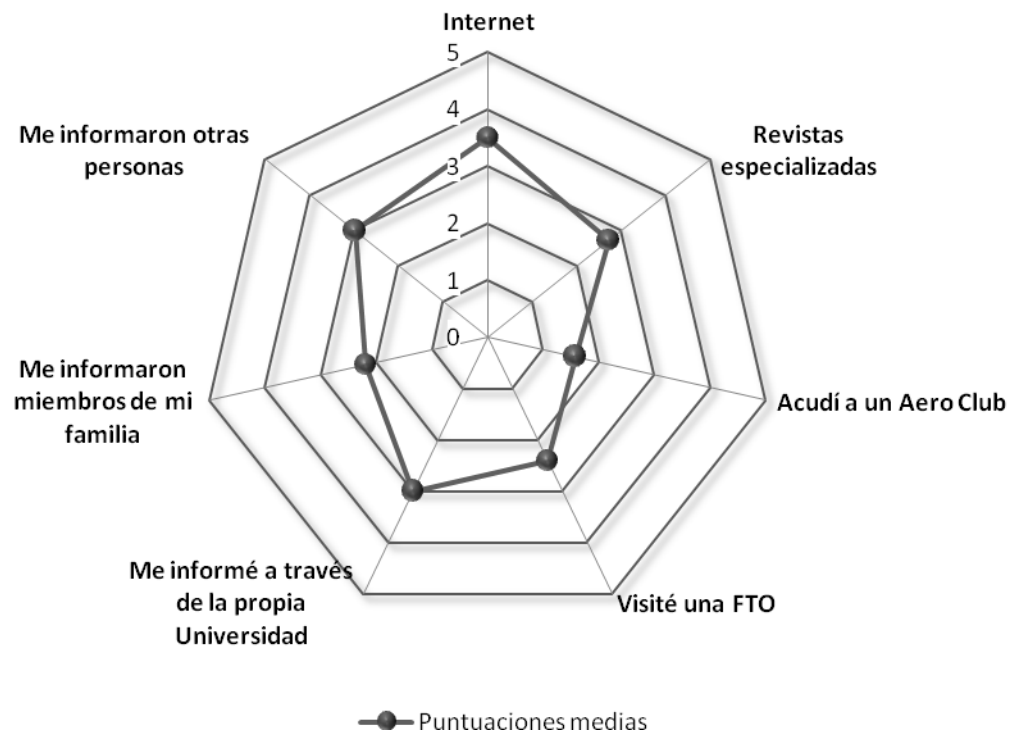 Internet
5
4
3
2
1
0
Revistas
especializadas
Acudí a un Aero Club
Visité una FTO
Me informé a través
de la propia
Universidad
Me informaron
miembros de mi
familia
Me informaron otras
personas
Puntuaciones medias